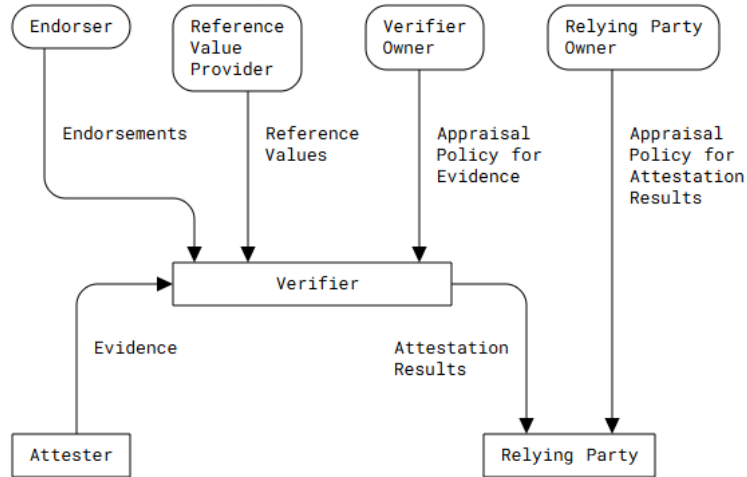 Endorser
Reference
Value
Provider
Verifier
Owner
Relying Party
Owner
Endorsements
Reference
Values
Appraisal
Policy for
Evidence
Appraisal
Policy for
Attestation
Results
Verifier
Evidence
Attestation
Results
Attester
Relying Party